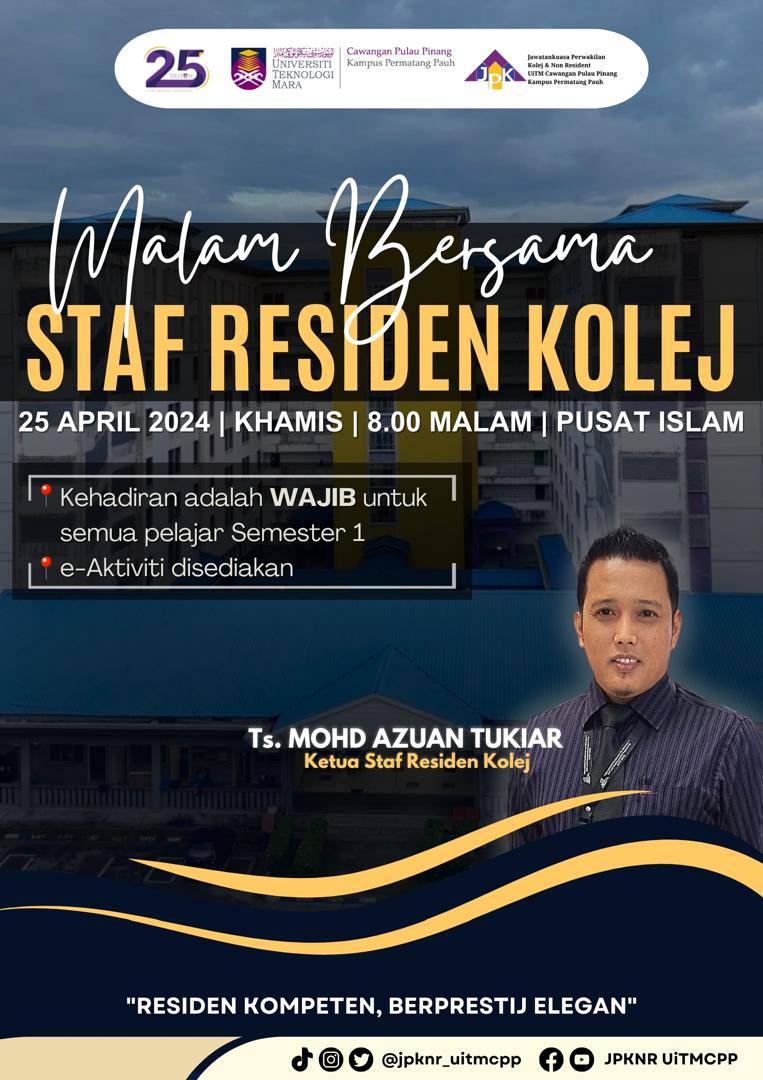 25
TAHUN
UNIVERSITI
TEKNOLOGI
MARA
Cawangan Pulau Pinang
Kampus Permatang Pauh
JPK
Jawatankuasa Perwakilan
Kolej & Non Resident
UiTM Cawangan Pulau Pinang
Kampus Permatang Pauh
Malam Bersama
STAF RESIDEN KOLEJ
25 APRIL 2024 | KHAMIS | 8.00 MALAM | PUSAT ISLAM
Kehadiran adalah WAJIB untuk
semua pelajar Semester 1
e-Aktiviti disediakan
Ts. MOHD AZUAN TUKIAR
Ketua Staf Residen Kolej
"RESIDEN KOMPETEN, BERPRESTIJ ELEGAN"
@jpknr_uitmcpp JPKNR UiTMCPP